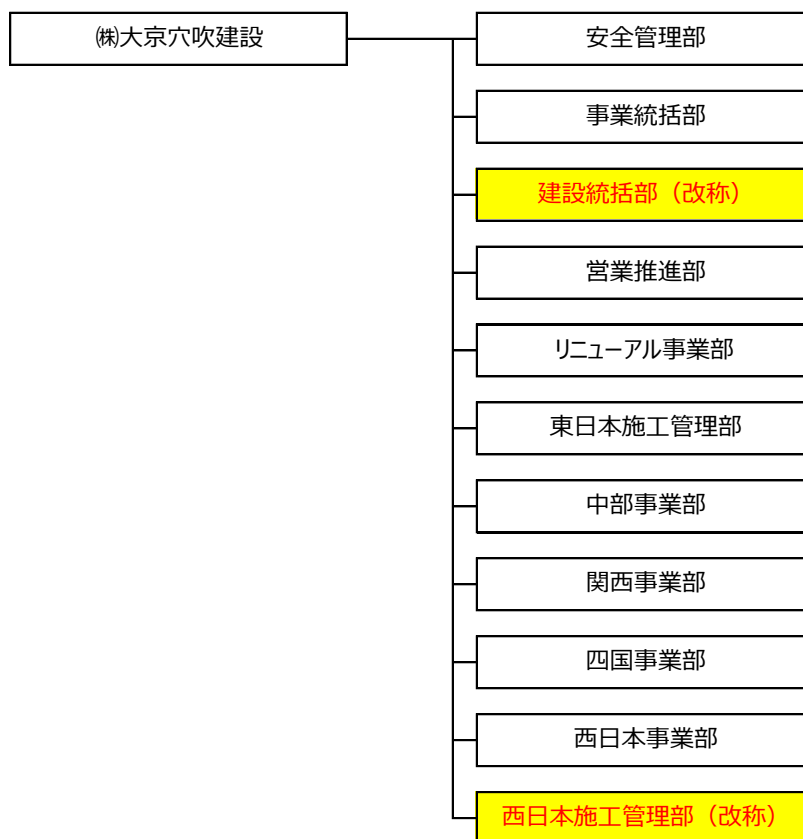 ㈱大京穴吹建設
安全管理部
事業統括部
建設統括部（改称）
営業推進部
リニューアル事業部
東日本施工管理部
中部事業部
関西事業部
四国事業部
西日本事業部
西日本施工管理部（改称）